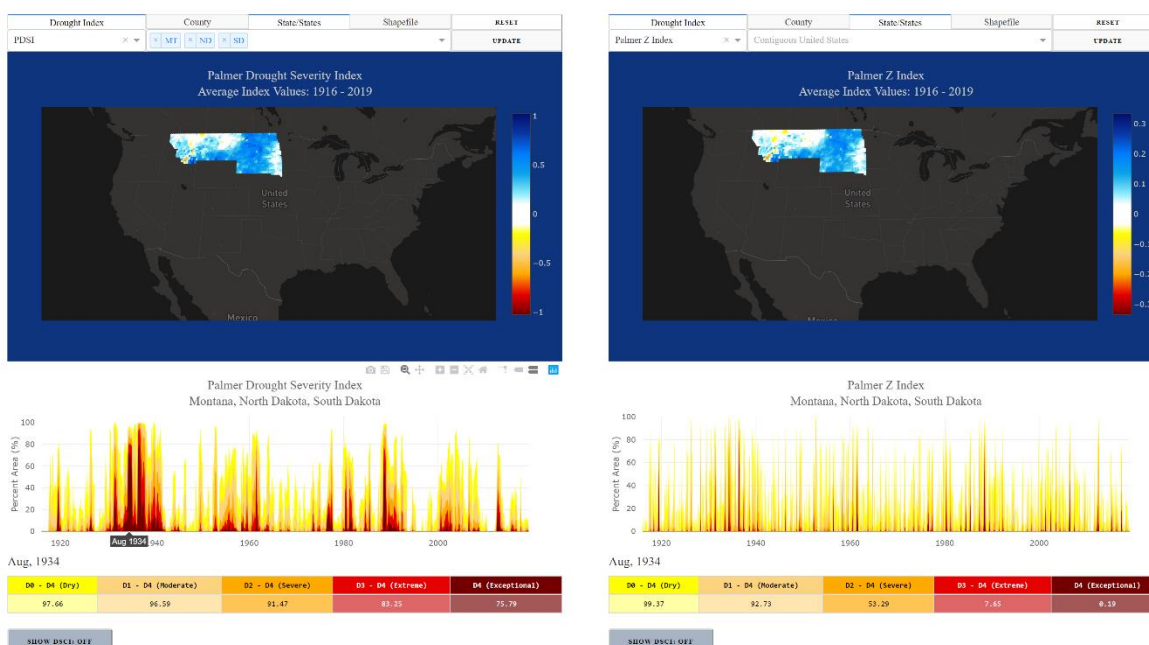 Drought Index County State/States Shapefile RESET
PDSI × MT × ND × SD UPDATE
Palmer Drought Severity Index
Average Index Values: 1916 - 2019
1
0.5
0
−0.5
−1
United
States
Mexico
Palmer Drought Severity Index
Montana, North Dakota, South Dakota
Percent Area (%)
100
80
60
40
20
0
1920 Aug 1934 940 1960 1980 2000
Aug, 1934
D0 - D4 (Dry) D1 - D4 (Moderate) D2 - D4 (Severe) D3 - D4 (Extreme) D4 (Exceptional)
97.66 96.59 91.47 83.25 75.79
SHOW DSCI: OFF
Drought Index County State/States Shapefile RESET
Palmer Z Index × Contiguous United States UPDATE
Palmer Z Index
Average Index Values: 1916 - 2019
0.3
0.2
0.1
0
−0.
−0.
−0.
United
States
Palmer Z Index
Montana, North Dakota, South Dakota
Percent Area (%)
100
80
60
40
20
0
1920 1940 1960 1980 2000
Aug, 1934
D0 - D4 (Dry) D1 - D4 (Moderate) D2 - D4 (Severe) D3 - D4 (Extreme) D4 (Exceptional)
99.37 92.73 53.29 7.65 0.19
SHOW DSCI: OFF